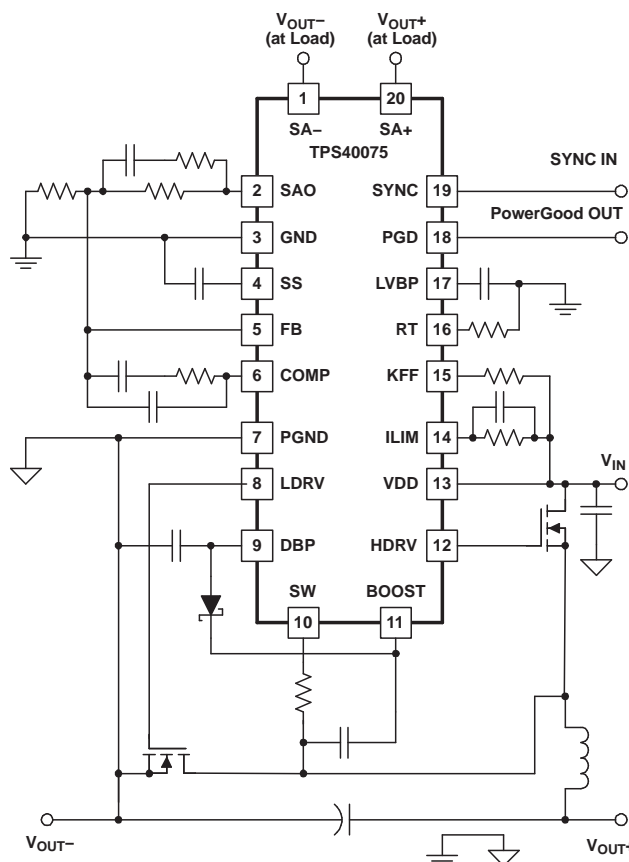 VOUT− VOUT+
(at Load) (at Load)
1 20
SA− SA+
TPS40075
SYNC IN
2 SAO SYNC 19
PowerGood OUT
3 GND PGD 18
4 SS LVBP 17
5 FB RT 16
6 COMP KFF 15
7 PGND ILIM 14
VIN
8 LDRV VDD 13
9 DBP HDRV 12
SW BOOST
10 11
VOUT− VOUT+